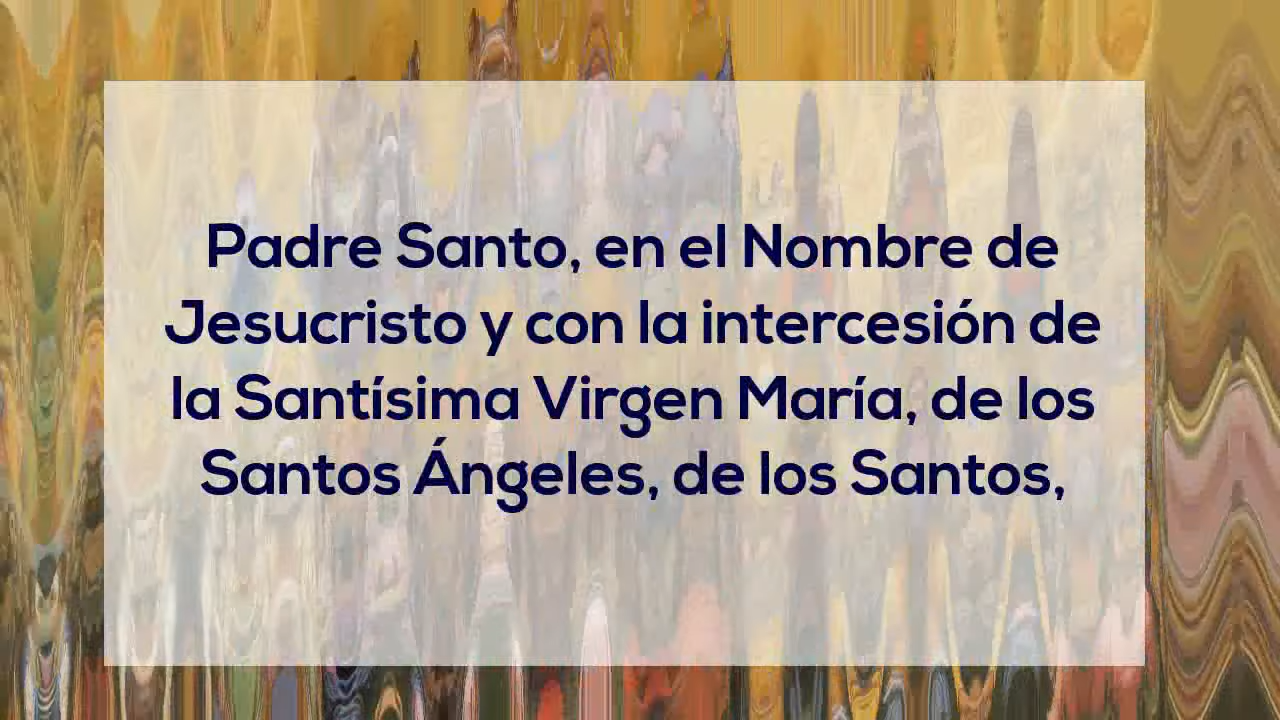 Padre Santo, en el Nombre de
Jesucristo y con la intercesión de
la Santísima Virgen María, de los
Santos Ángeles, de los Santos,